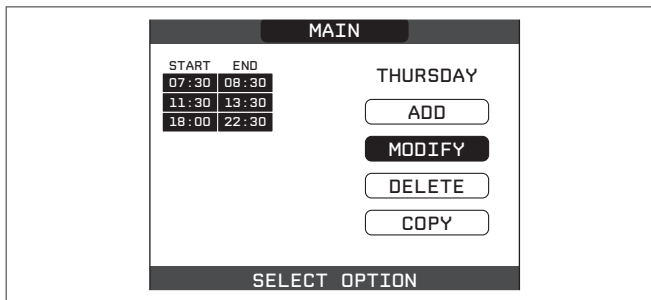 MAIN
START END
07:30 08:30
11:30 13:30
18:00 22:30
THURSDAY
ADD
MODIFY
DELETE
COPY
SELECT OPTION